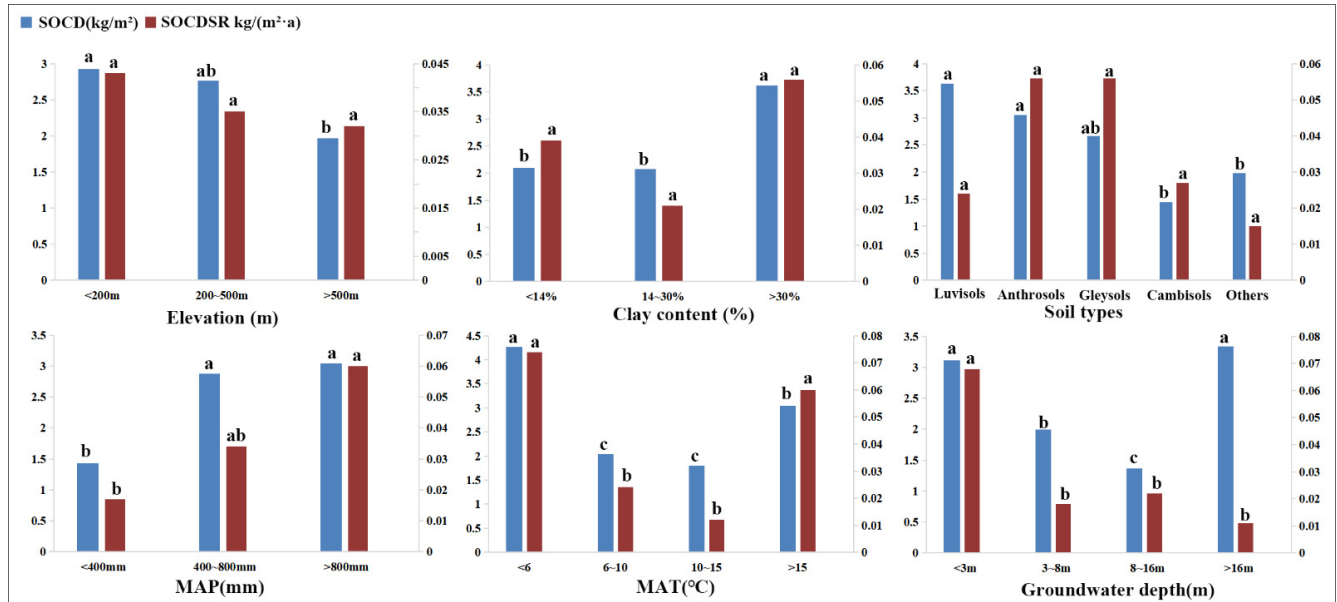 SOCD(kg/m²) SOCDSR kg/(m²·a)
3
2.5
2
1.5
1
0.5
0
a a
ab a
b a
0.045
0.035
0.025
0.015
0.005
0
<200m 200~500m >500m
Elevation (m)
4
3.5
3
2.5
2
1.5
1
0.5
0
b a
b a
a a
0.06
0.05
0.04
0.03
0.02
0.01
0
<14% 14~30% >30%
Clay content (%)
4
3.5
3
2.5
2
1.5
1
0.5
0
a a
a a
ab a
b a
b a
0.06
0.05
0.04
0.03
0.02
0.01
0
Luvisols Anthrosols Gleysols Cambisols Others
Soil types
3.5
3
2.5
2
1.5
1
0.5
0
b b
a ab
a a
0.07
0.06
0.05
0.04
0.03
0.02
0.01
0
<400mm 400~800mm >800mm
MAP(mm)
4.5
4
3.5
3
2.5
2
1.5
1
0.5
0
a a
c b
c b
b a
0.08
0.07
0.06
0.05
0.04
0.03
0.02
0.01
0
<6 6~10 10~15 >15
MAT(°C)
3.5
3
2.5
2
1.5
1
0.5
0
a a
b b
c b
a b
0.08
0.07
0.06
0.05
0.04
0.03
0.02
0.01
0
<3m 3~8m 8~16m >16m
Groundwater depth(m)